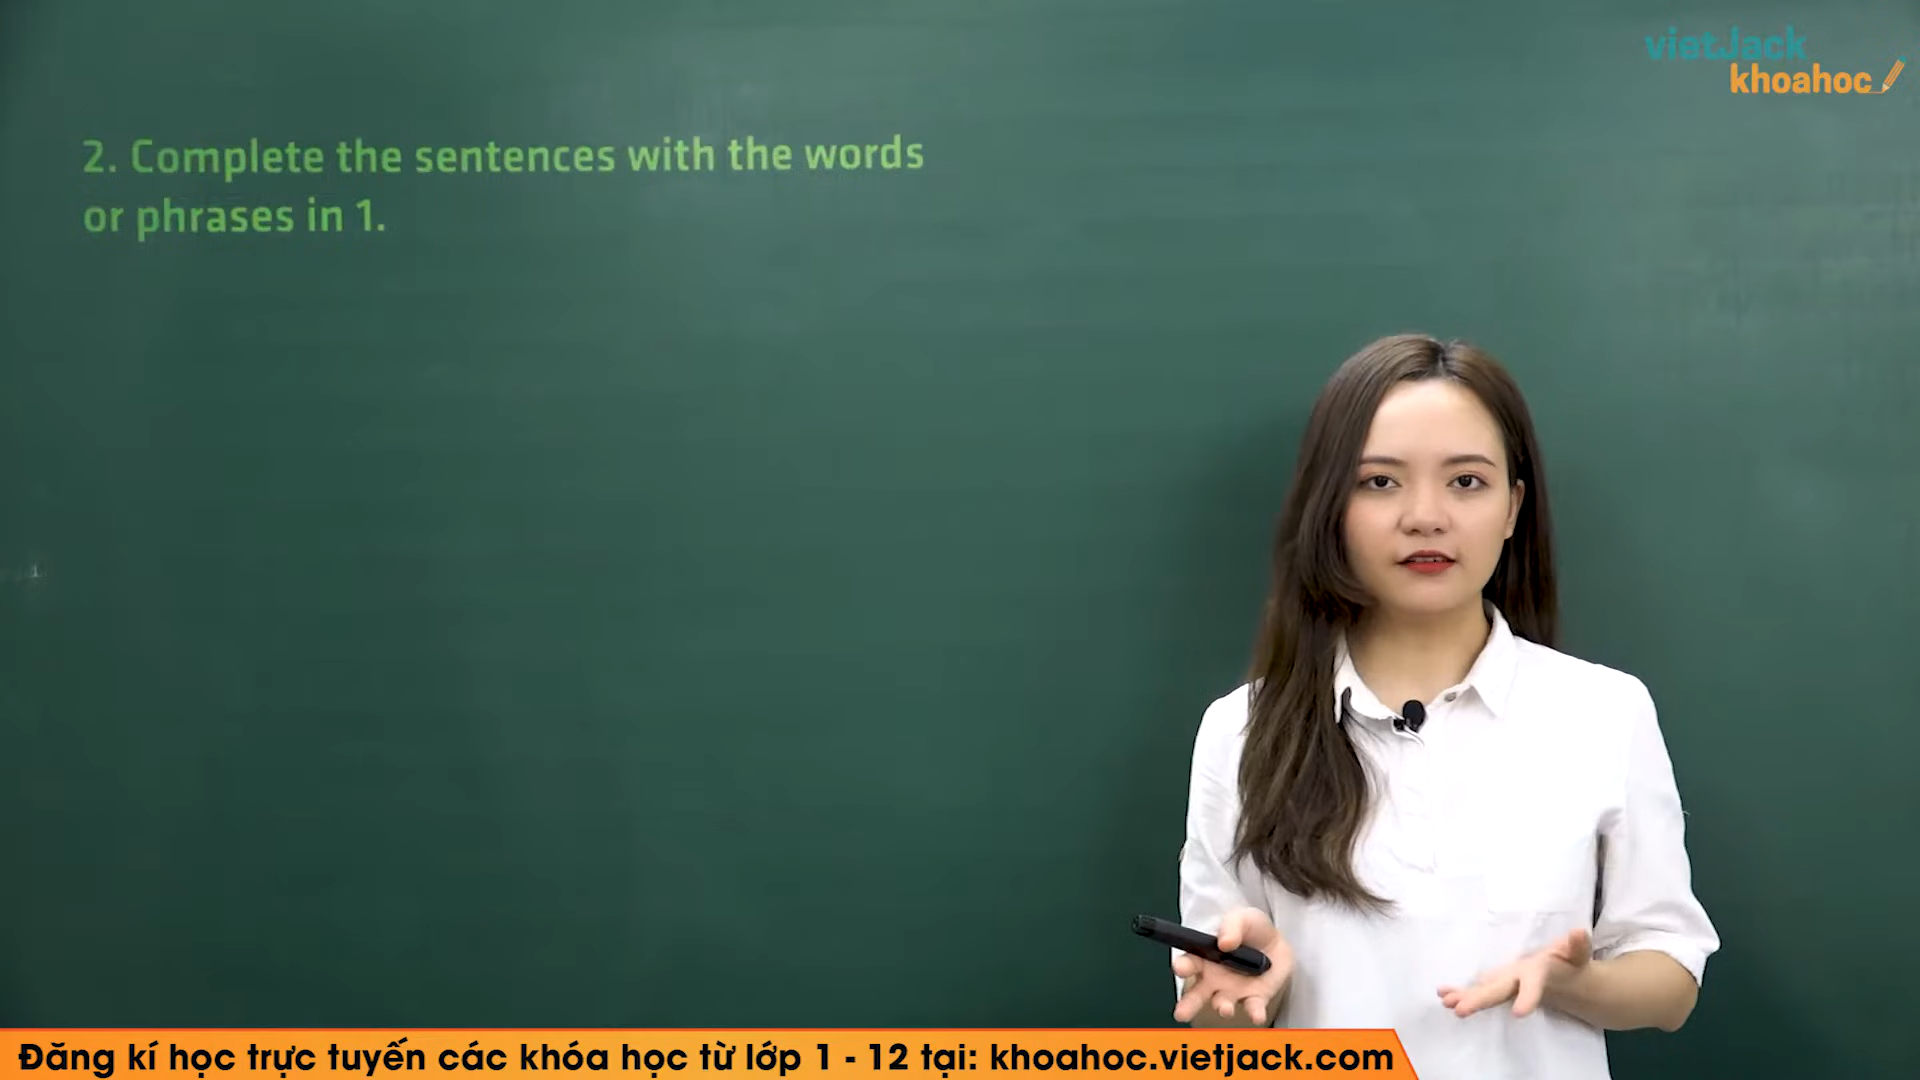 vietJack
khoahoc
2. Complete the sentences with the words
or phrases in 1.
Đăng kí học trực tuyến các khóa học từ lớp 1 - 12 tại: khoahoc.vietjack.com